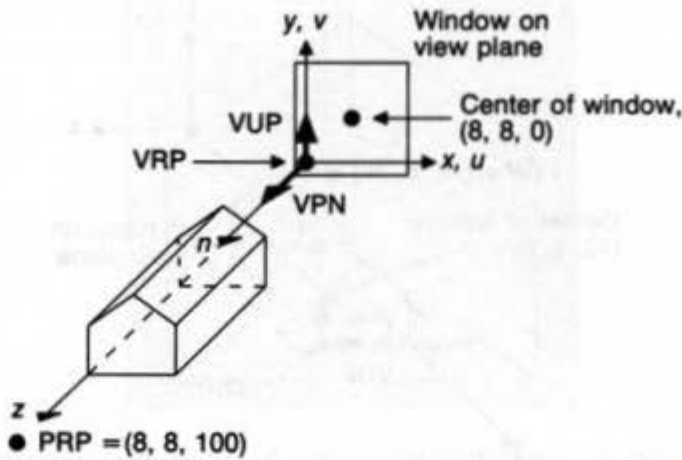 y, v
Window on
view plane
VUP
Center of window,
(8, 8, 0)
VRP
x, u
VPN
n
z
PRP = (8, 8, 100)